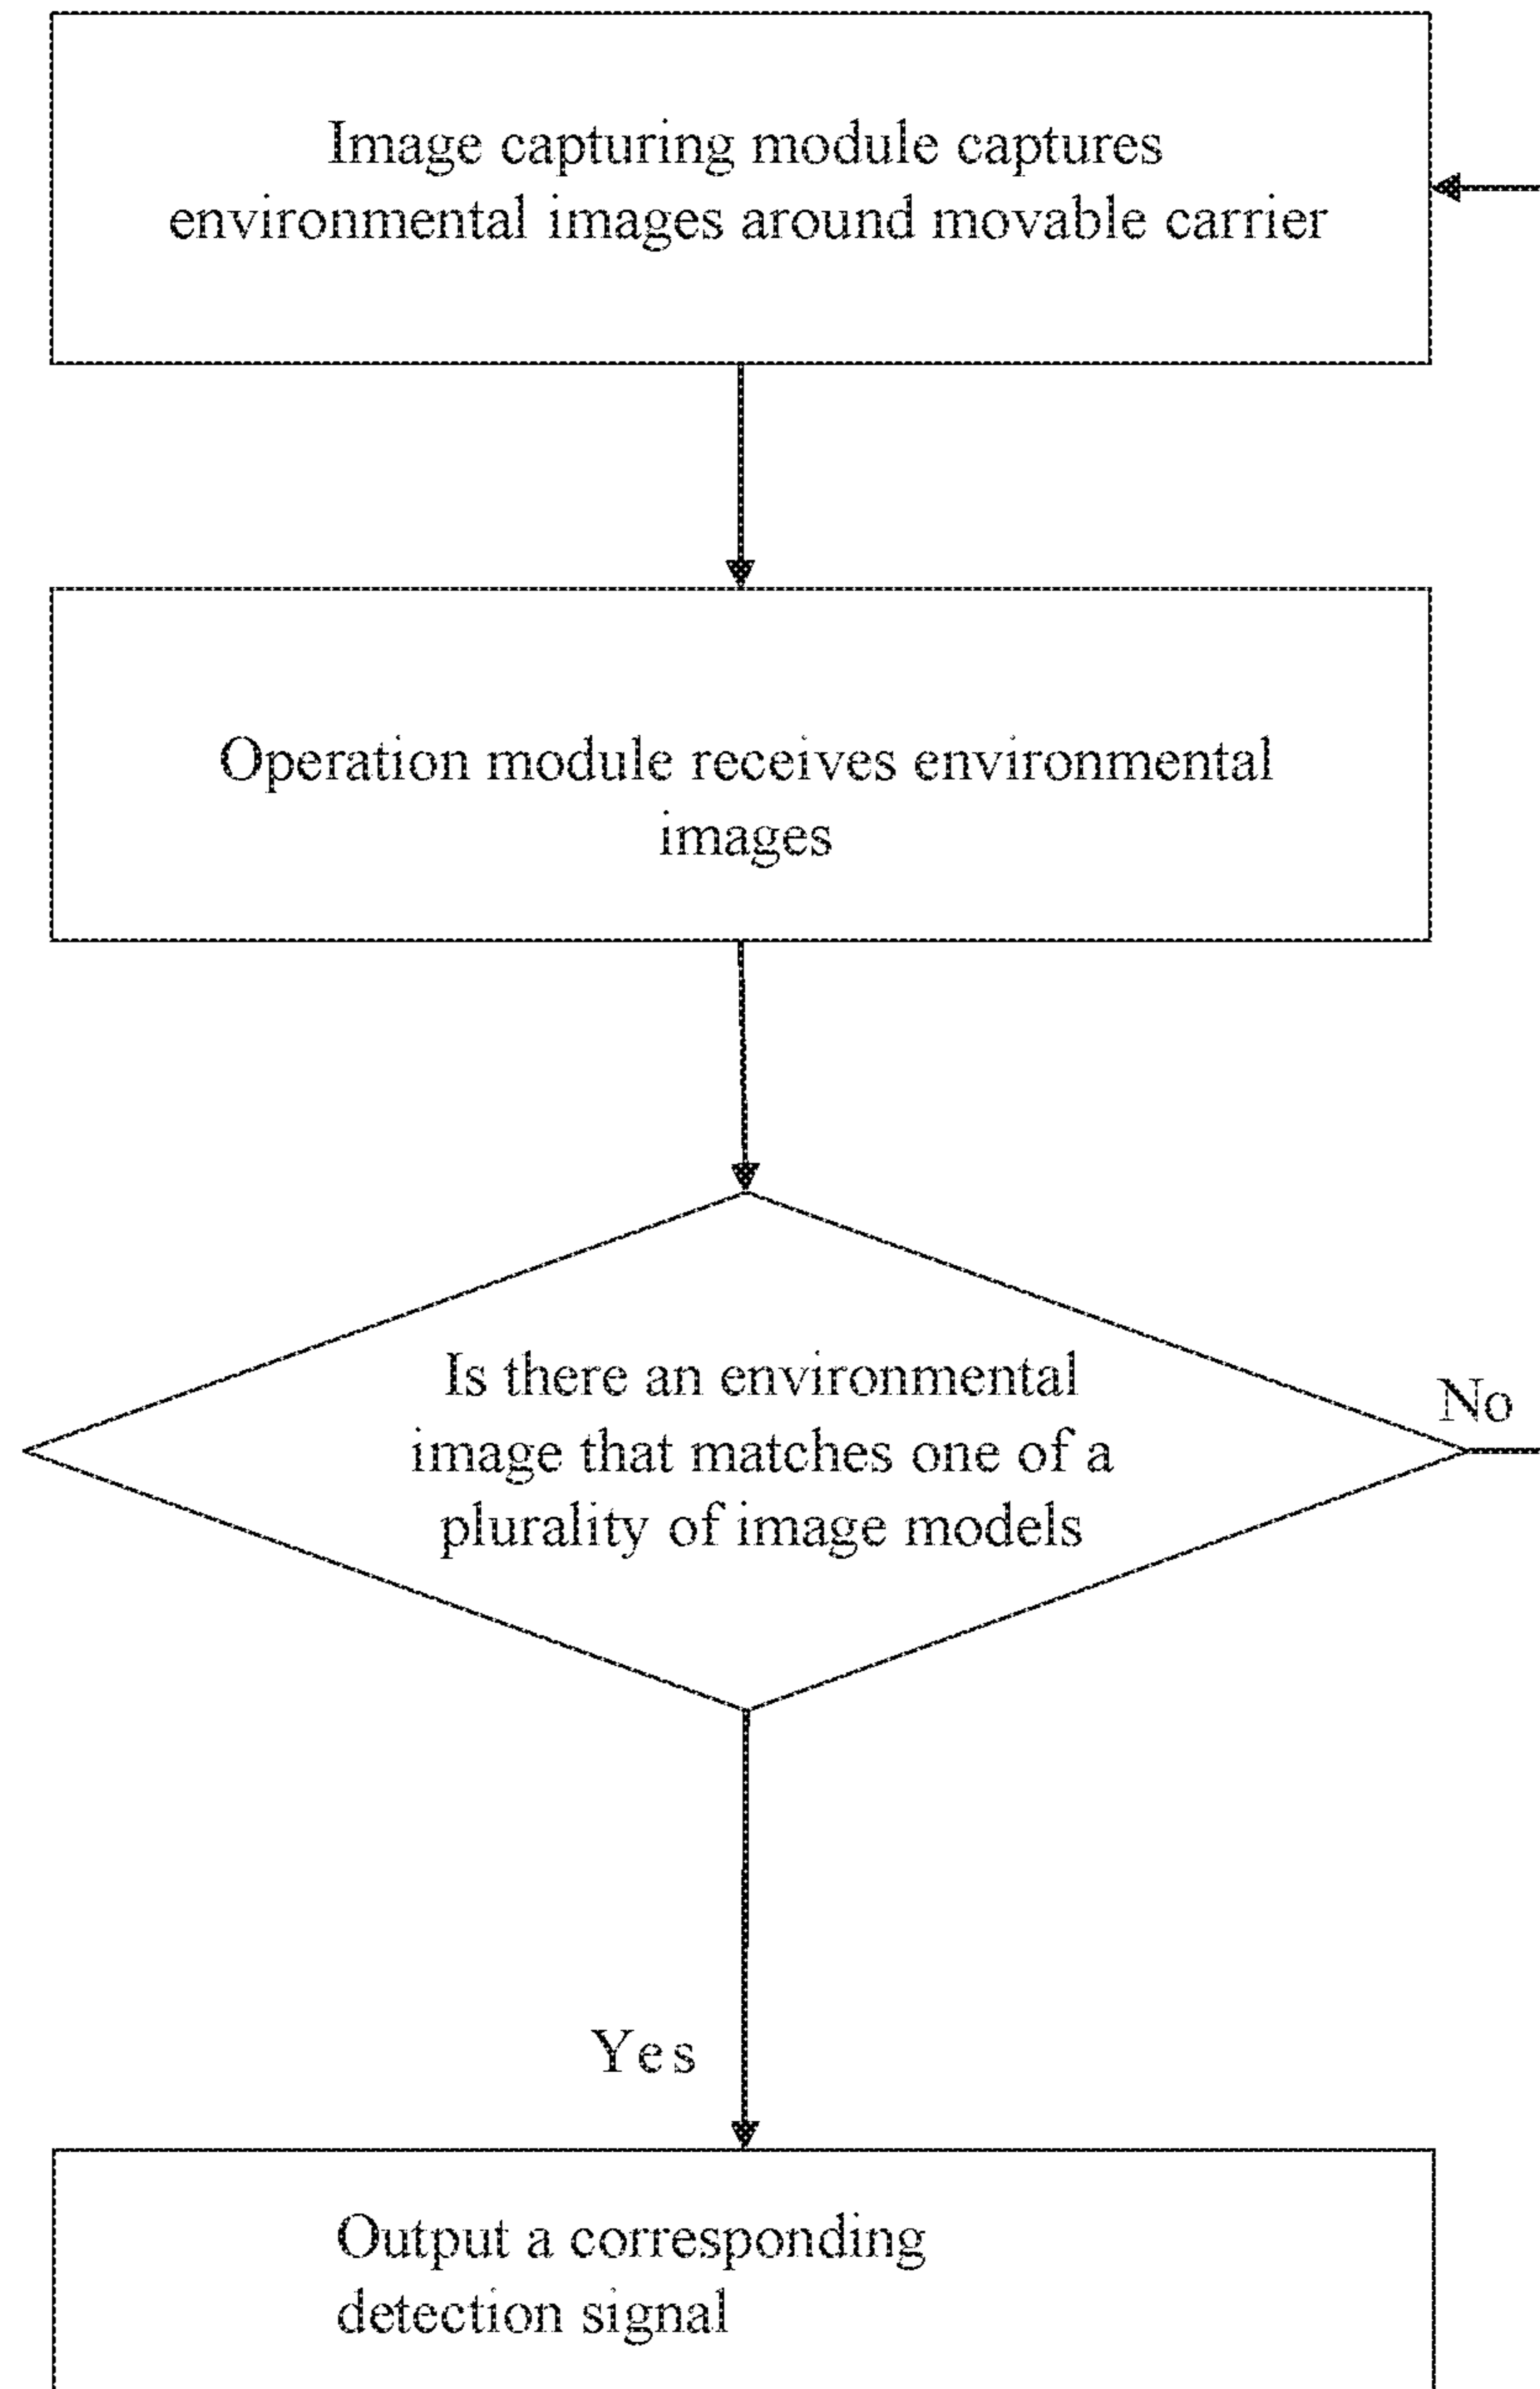 Image capturing module captures
environmental images around movable carrier
Operation module receives environmental
images
Is there an environmental
image that matches one of a
plurality of image models
No
Yes
Output a corresponding
detection signal